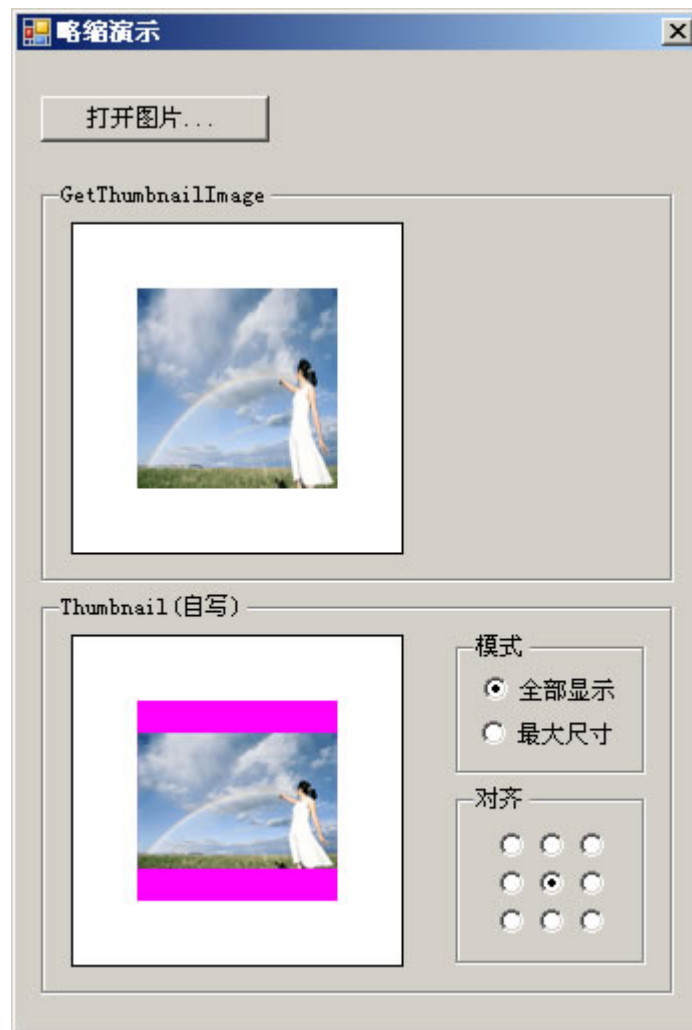 略缩演示
打开图片...
GetThumbnailImage
Thumbnail(自写)
模式
全部显示
最大尺寸
对齐